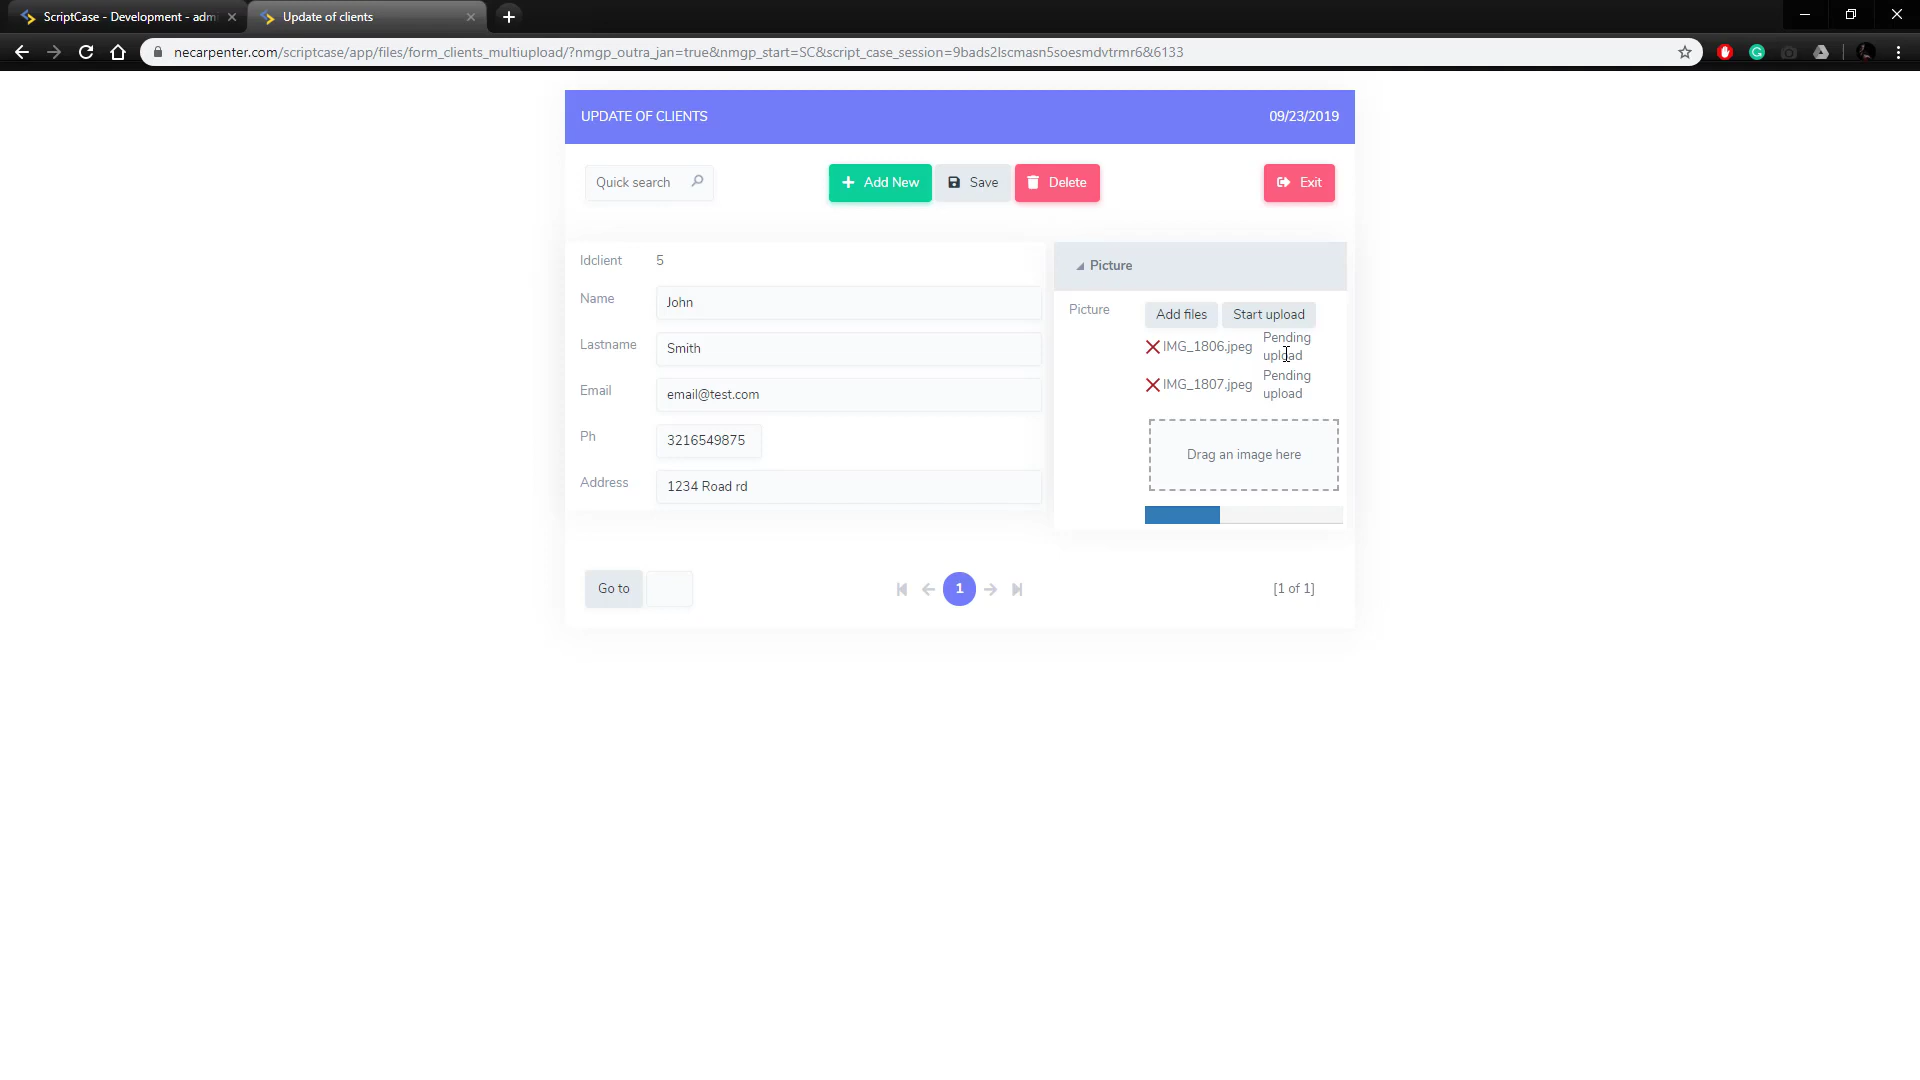 ScriptCase - Development - adm
Update of clients
necarpenter.com/scriptcase/app/files/form_clients_multiupload/?nmgp_outra_jan=true&nmgp_start=SC&script_case_session=9bads2lscmasn5soesmdvtrmr6&6133
UPDATE OF CLIENTS
09/23/2019
Quick search
Add New
Save
Delete
Exit
Idclient 5
Name John
Lastname Smith
Email email@test.com
Ph 3216549875
Address 1234 Road rd
Picture
Picture
Add files
Start upload
IMG_1806.jpeg
Pending
upload
IMG_1807.jpeg
Pending
upload
Drag an image here
Go to
1
[1 of 1]